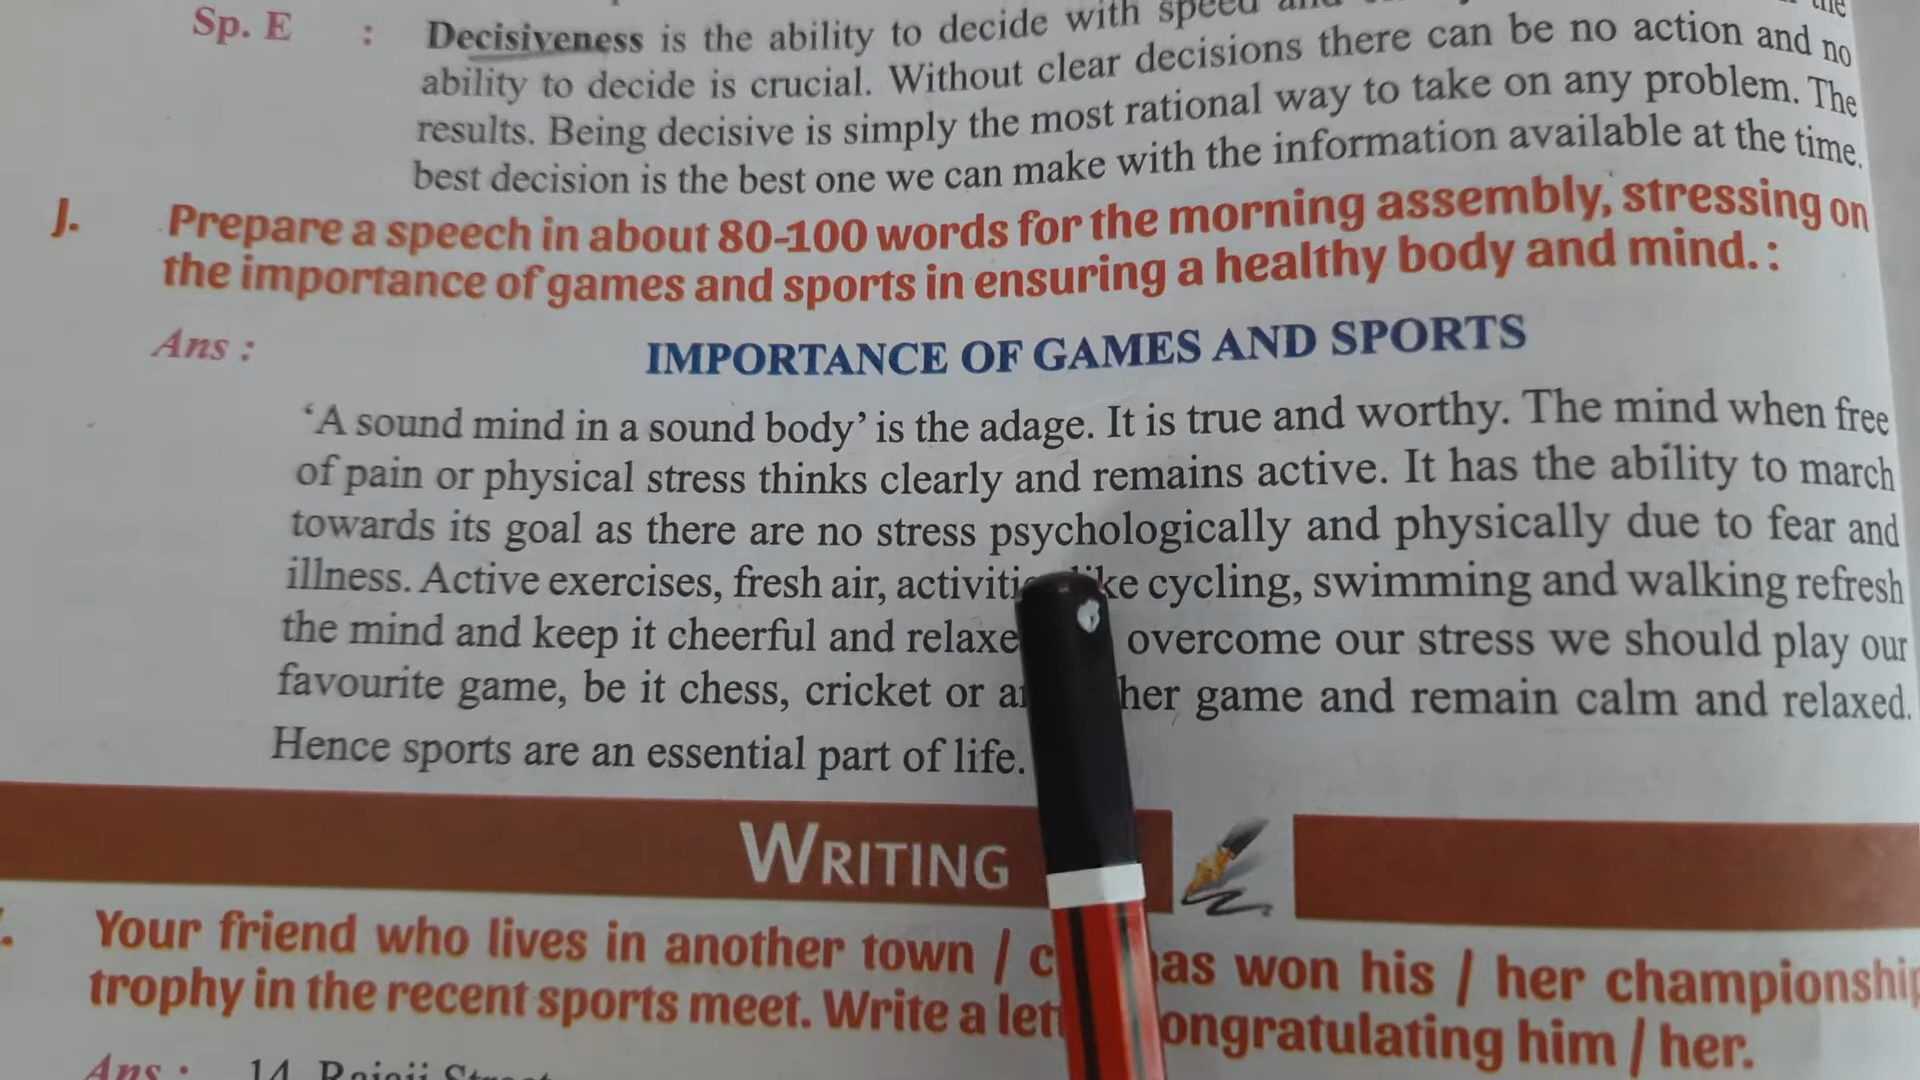 Sp. E : Decisiveness is the ability to decide with speed and the
ability to decide is crucial. Without clear decisions there can be no action and no
results. Being decisive is simply the most rational way to take on any problem. The
best decision is the best one we can make with the information available at the time.
J. Prepare a speech in about 80-100 words for the morning assembly, stressing on
the importance of games and sports in ensuring a healthy body and mind. :
Ans : IMPORTANCE OF GAMES AND SPORTS
‘A sound mind in a sound body’ is the adage. It is true and worthy. The mind when free
of pain or physical stress thinks clearly and remains active. It has the ability to march
towards its goal as there are no stress psychologically and physically due to fear and
illness. Active exercises, fresh air, cycling, swimming and walking refresh
the mind and keep it cheerful and overcome our stress we should play our
favourite game, be it chess, cricket or game and remain calm and relaxed.
Hence sports are an essential part of life.
WRITING
Your friend who lives in another town / won his / her championship
trophy in the recent sports meet. Write a him / her.
Ans : 14, Rajaji Street